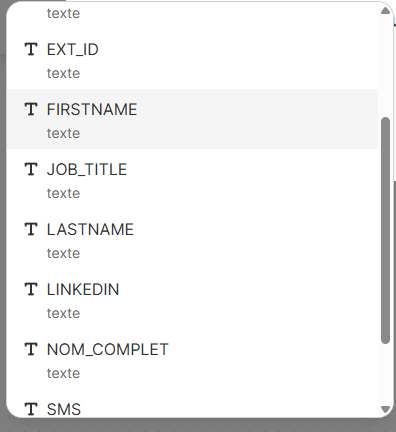 texte
EXT_ID
texte
FIRSTNAME
texte
JOB_TITLE
texte
LASTNAME
texte
LINKEDIN
texte
NOM_COMPLET
texte
SMS